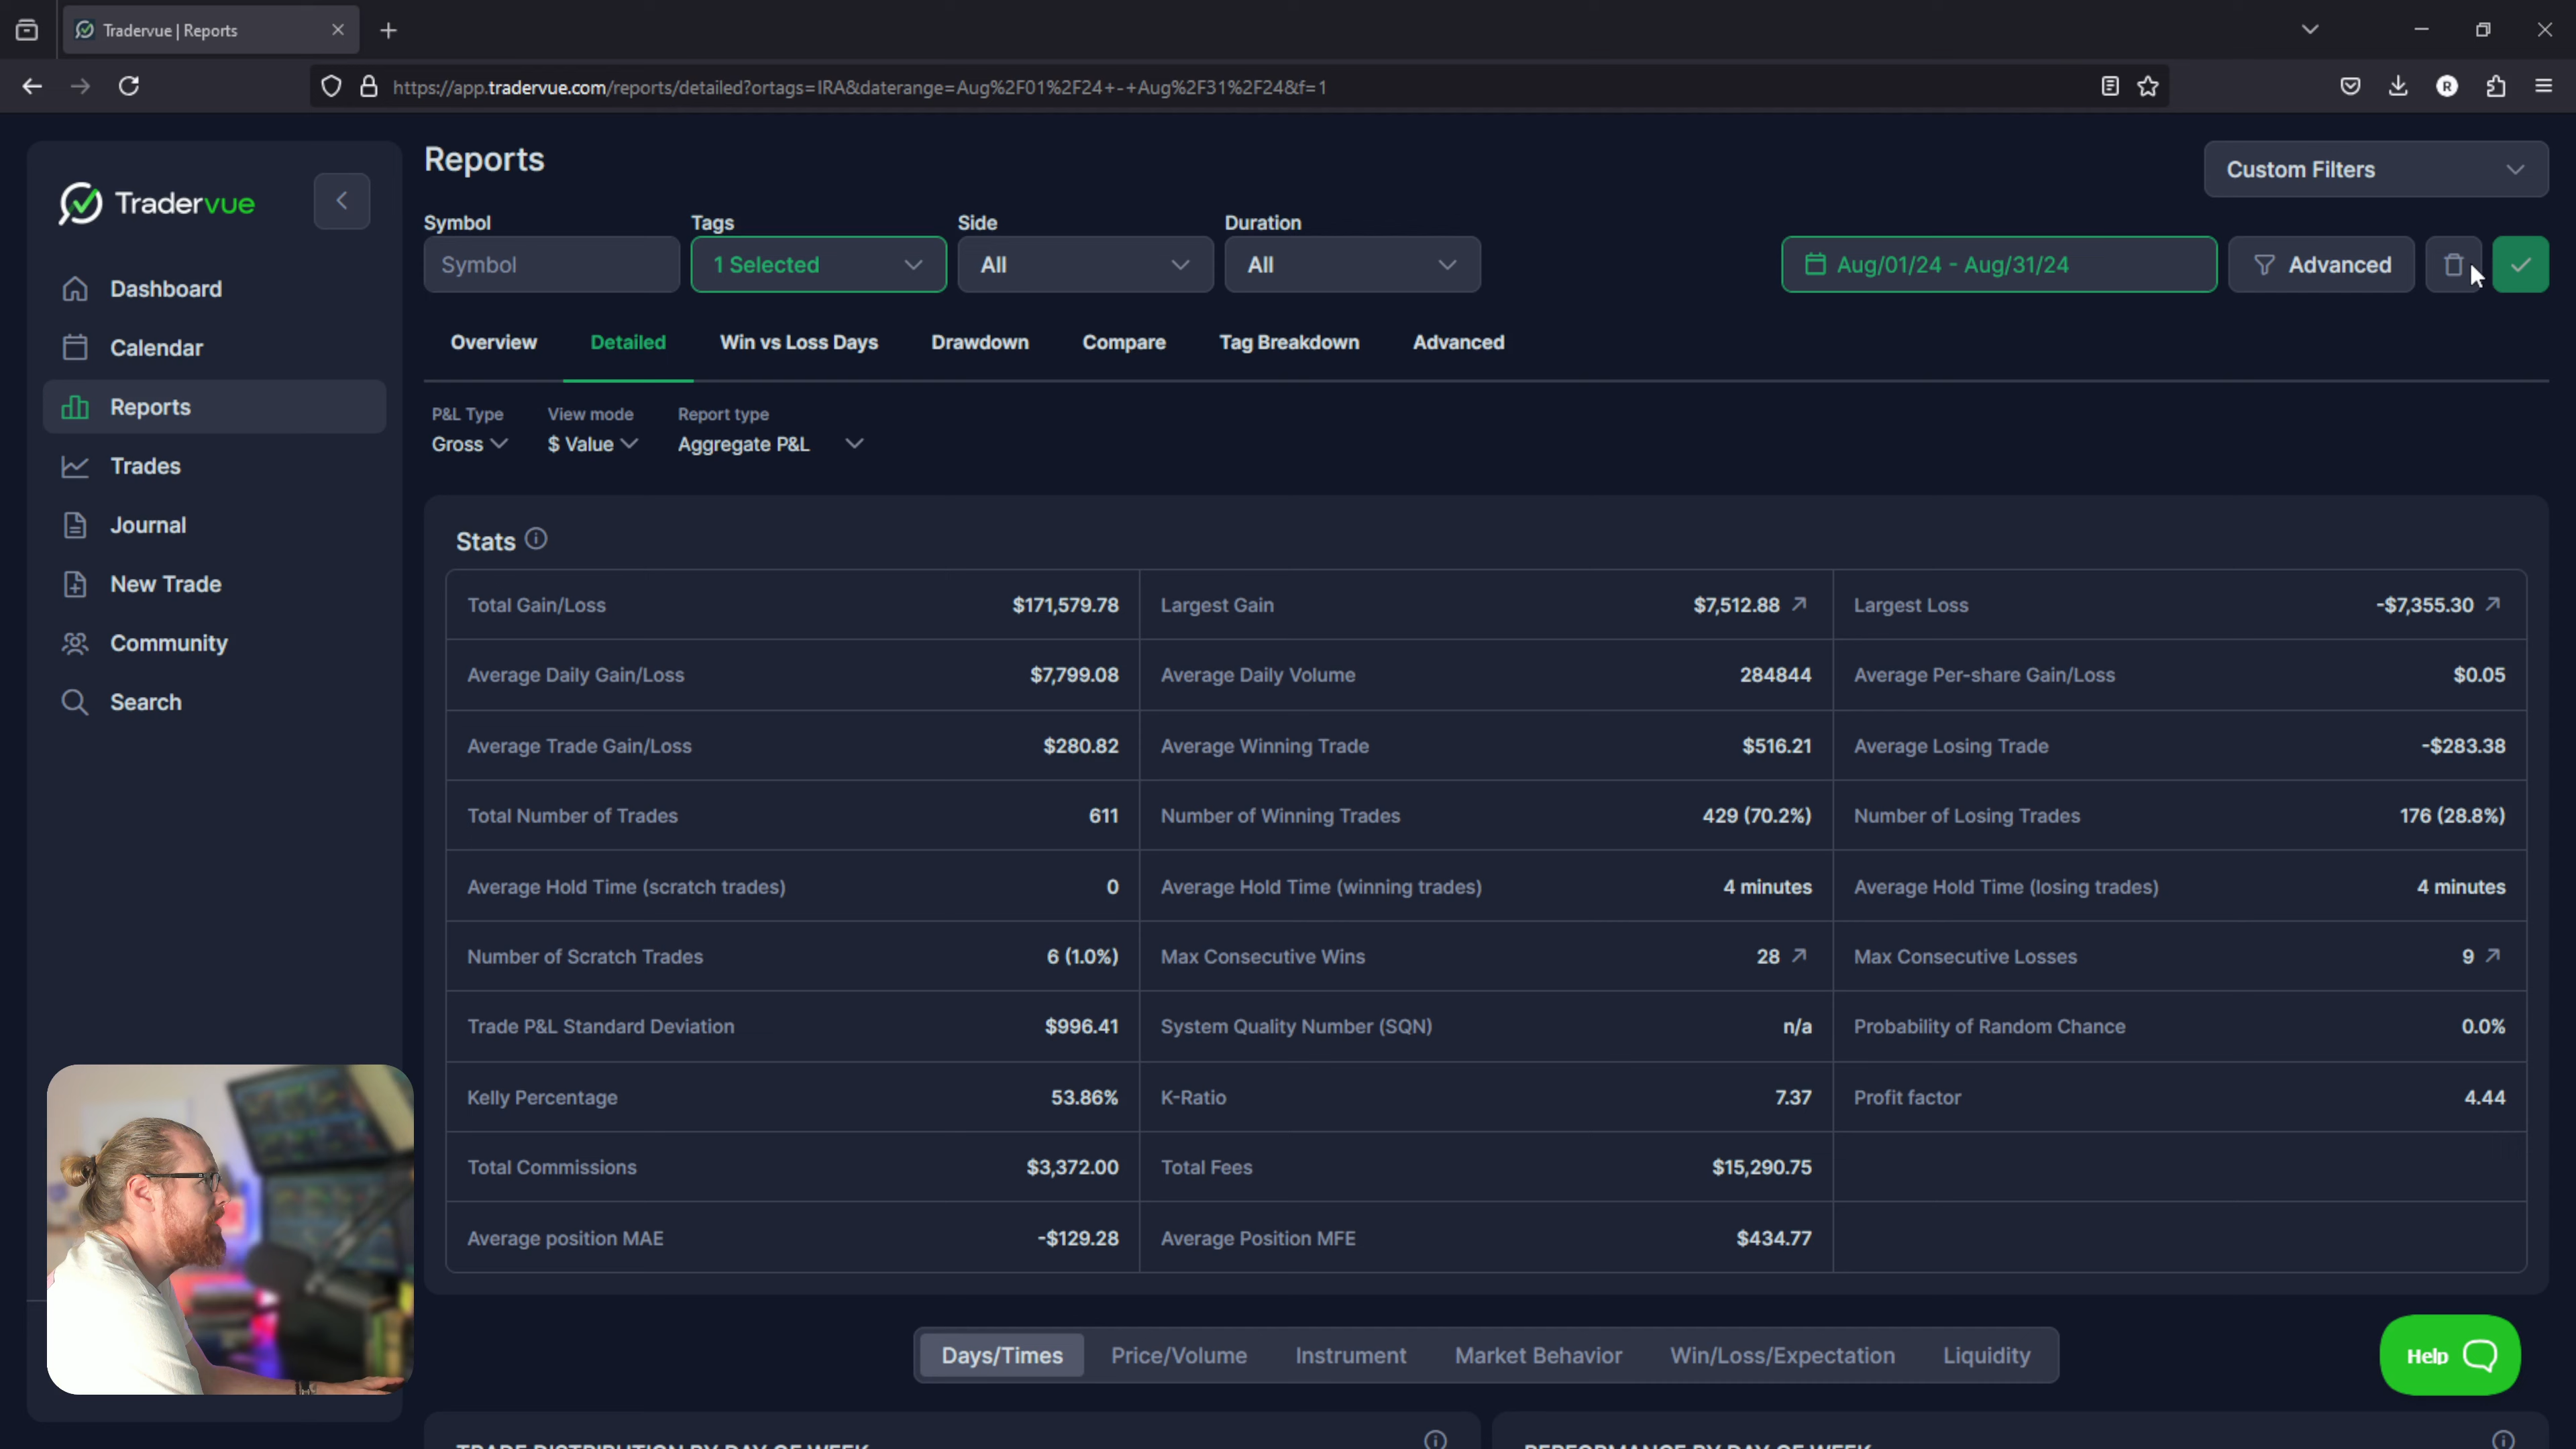 Tradervue | Reports
https://app.tradervue.com/reports/detailed?ortags=IRA&daterange=Aug%2F01%2F24+-+Aug%2F31%2F24&tf=1
R
Tradervue
Dashboard
Calendar
Reports
Trades
Journal
New Trade
Community
Search
Reports
Custom Filters
Symbol Tags Side Duration
Symbol 1 Selected All All Aug/01/24 - Aug/31/24 Advanced
Overview Detailed Win vs Loss Days Drawdown Compare Tag Breakdown Advanced
P&L Type View mode Report type
Gross $ Value Aggregate P&L
Stats
Total Gain/Loss $171,579.78 Largest Gain $7,512.88 Largest Loss -$7,355.30
Average Daily Gain/Loss $7,799.08 Average Daily Volume 284844 Average Per-share Gain/Loss $0.05
Average Trade Gain/Loss $280.82 Average Winning Trade $516.21 Average Losing Trade -$283.38
Total Number of Trades 611 Number of Winning Trades 429 (70.2%) Number of Losing Trades 176 (28.8%)
Average Hold Time (scratch trades) 0 Average Hold Time (winning trades) 4 minutes Average Hold Time (losing trades) 4 minutes
Number of Scratch Trades 6 (1.0%) Max Consecutive Wins 28 Max Consecutive Losses 9
Trade P&L Standard Deviation $996.41 System Quality Number (SQN) n/a Probability of Random Chance 0.0%
Kelly Percentage 53.86% K-Ratio 7.37 Profit factor 4.44
Total Commissions $3,372.00 Total Fees $15,290.75
Average position MAE -$129.28 Average Position MFE $434.77
Days/Times Price/Volume Instrument Market Behavior Win/Loss/Expectation Liquidity
Help
TRADE DISTRIBUTION BY DAY OF WEEK PERFORMANCE BY DAY OF WEEK